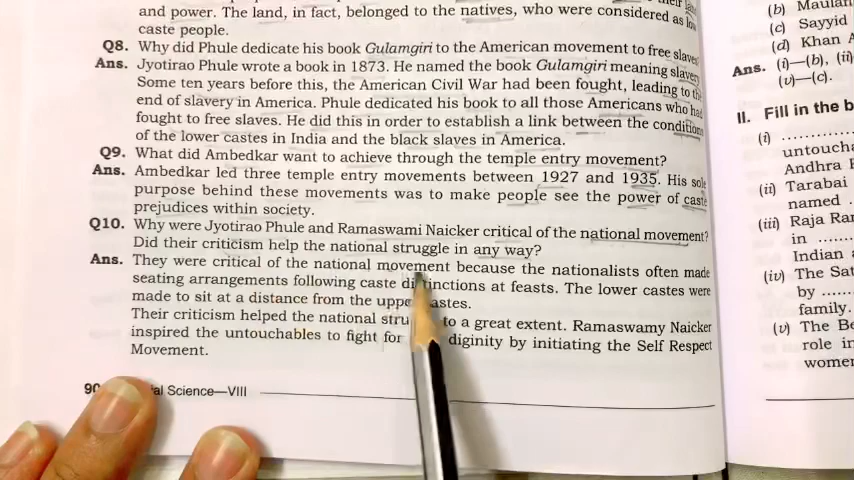 and power. The land, in fact, belonged to the natives, who were considered as low
caste people.
Q8. Why did Phule dedicate his book Gulamgiri to the American movement to free slaves
Ans. Jyotirao Phule wrote a book in 1873. He named the book Gulamgiri meaning slavery
Some ten years before this, the American Civil War had been fought, leading to the
end of slavery in America. Phule dedicated his book to all those Americans who had
fought to free slaves. He did this in order to establish a link between the conditions
of the lower castes in India and the black slaves in America.
Q9. What did Ambedkar want to achieve through the temple entry movement?
Ans. Ambedkar led three temple entry movements between 1927 and 1935. His sole
purpose behind these movements was to make people see the power of caste
prejudices within society.
Q10. Why were Jyotirao Phule and Ramaswami Naicker critical of the national movement?
Did their criticism help the national struggle in any way?
Ans. They were critical of the national movement because the nationalists often made
seating arrangements following caste distinctions at feasts. The lower castes were
made to sit at a distance from the upper castes.
Their criticism helped the national to a great extent. Ramaswamy Naicker
inspired the untouchables to fight for diginity by initiating the Self Respect
Movement.
90 Science—VIII
(b)
(c) Sayyid
(d) Khan A
Ans. (i)—(b), (ii)
(v)—(c).
II. Fill in the b
(i) ..............
untoucha
Andhra
(ii) Tarabai
named .
(iii) Raja Ra
in .......
Indian
(iv) The Sat
by ......
family.
(v) The Be
role in
women